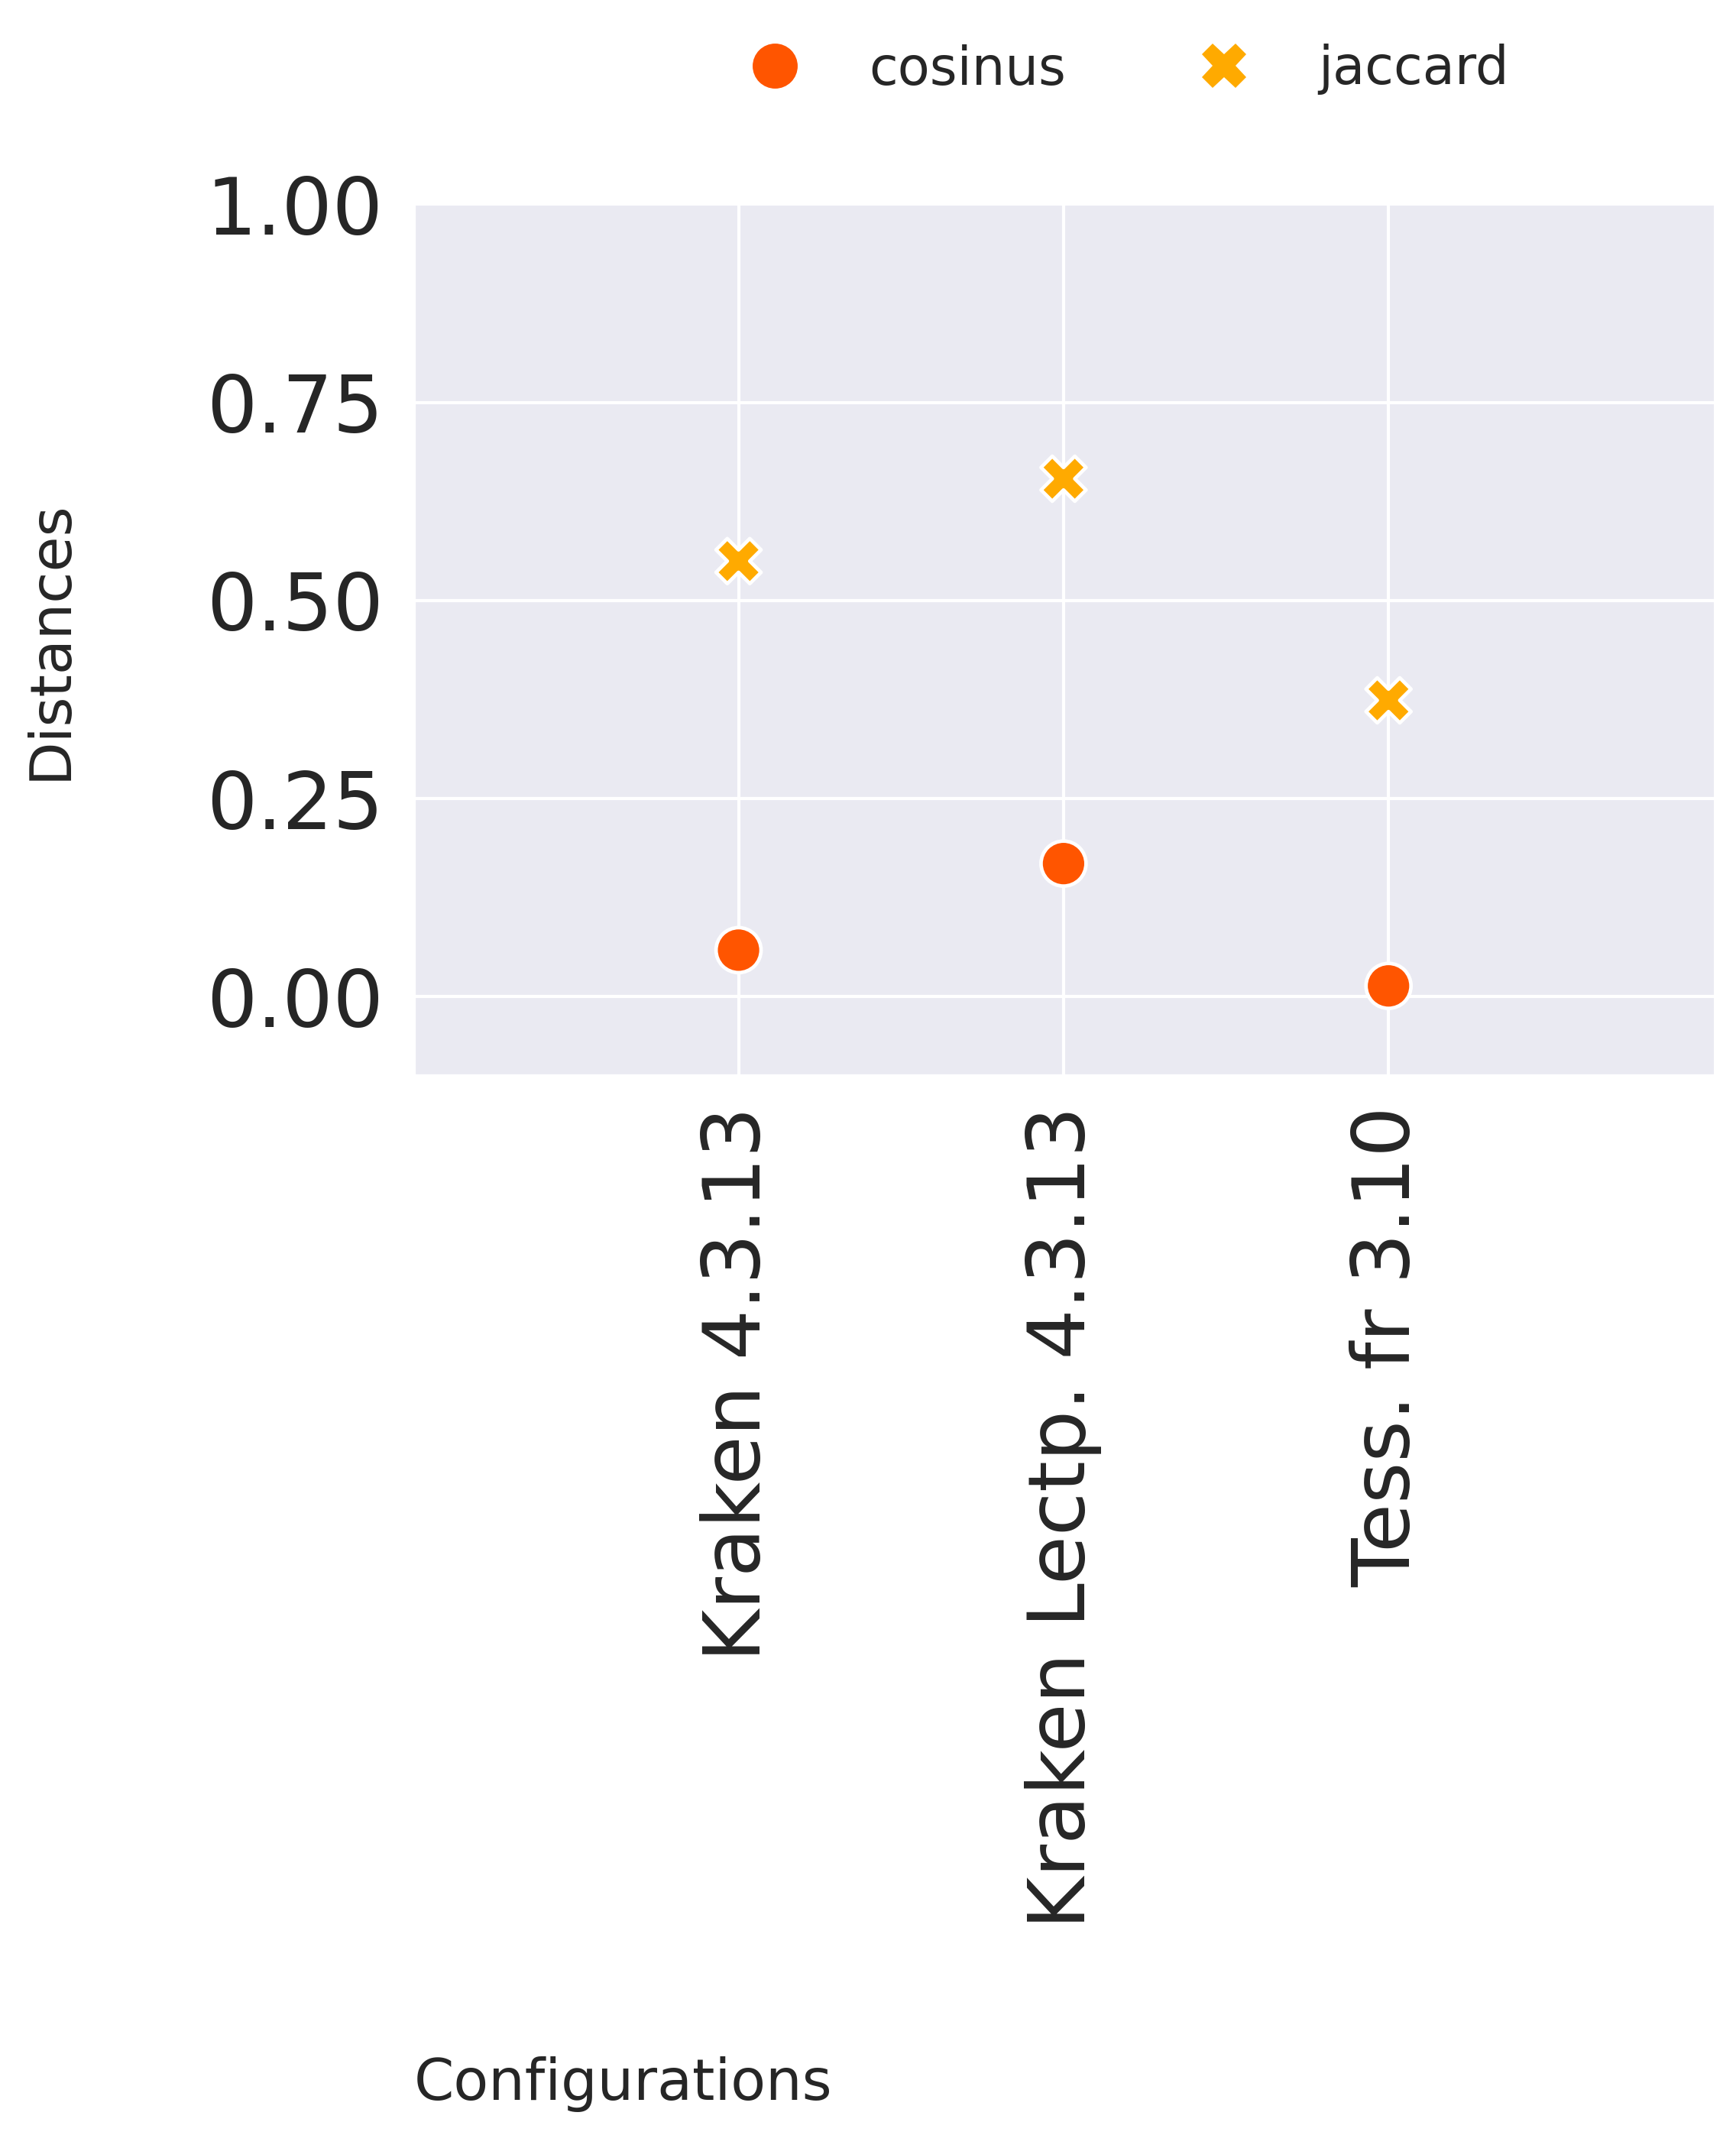 cosinus jaccard
1.00
0.75
0.50
0.25
0.00
Distances
Kraken 4.3.13
Kraken Lectp. 4.3.13
Tess. fr 3.10
Configurations